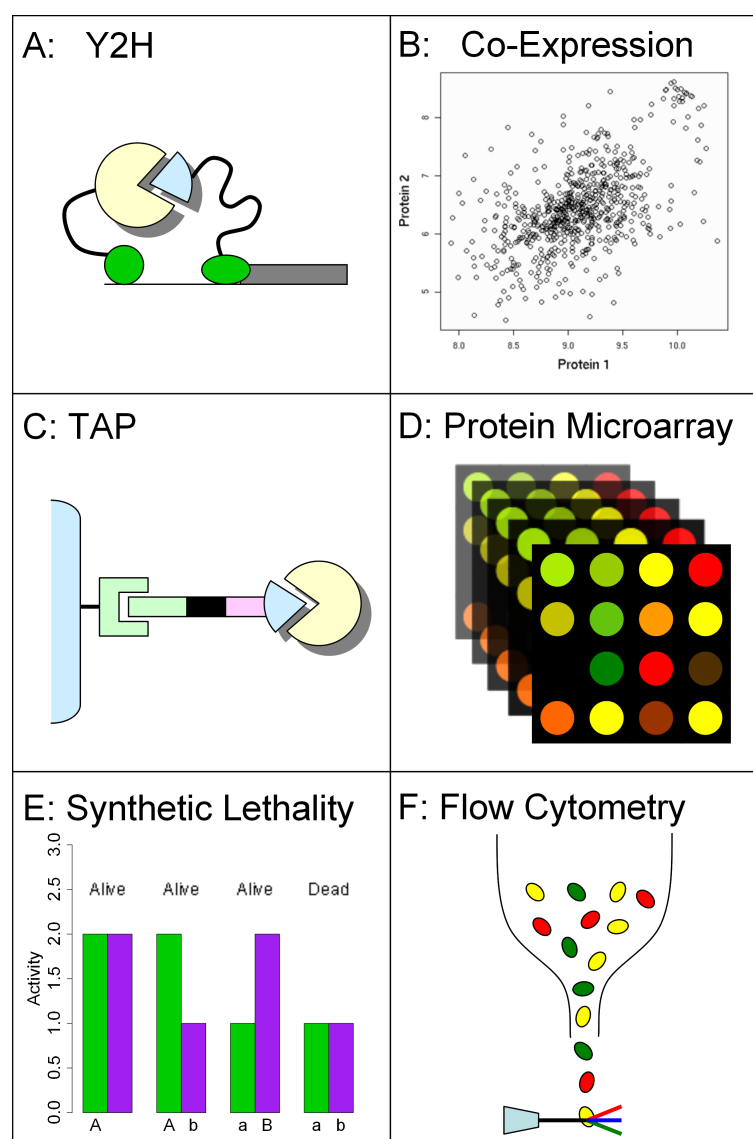 A: Y2H
B: Co-Expression
Protein 2
8
7
6
5
8.0 8.5 9.0 9.5 10.0
Protein 1
C: TAP
D: Protein Microarray
E: Synthetic Lethality
Activity
3.0
2.5
2.0
1.5
1.0
0.5
0.0
Alive Alive Alive Dead
A A b a B a b
F: Flow Cytometry